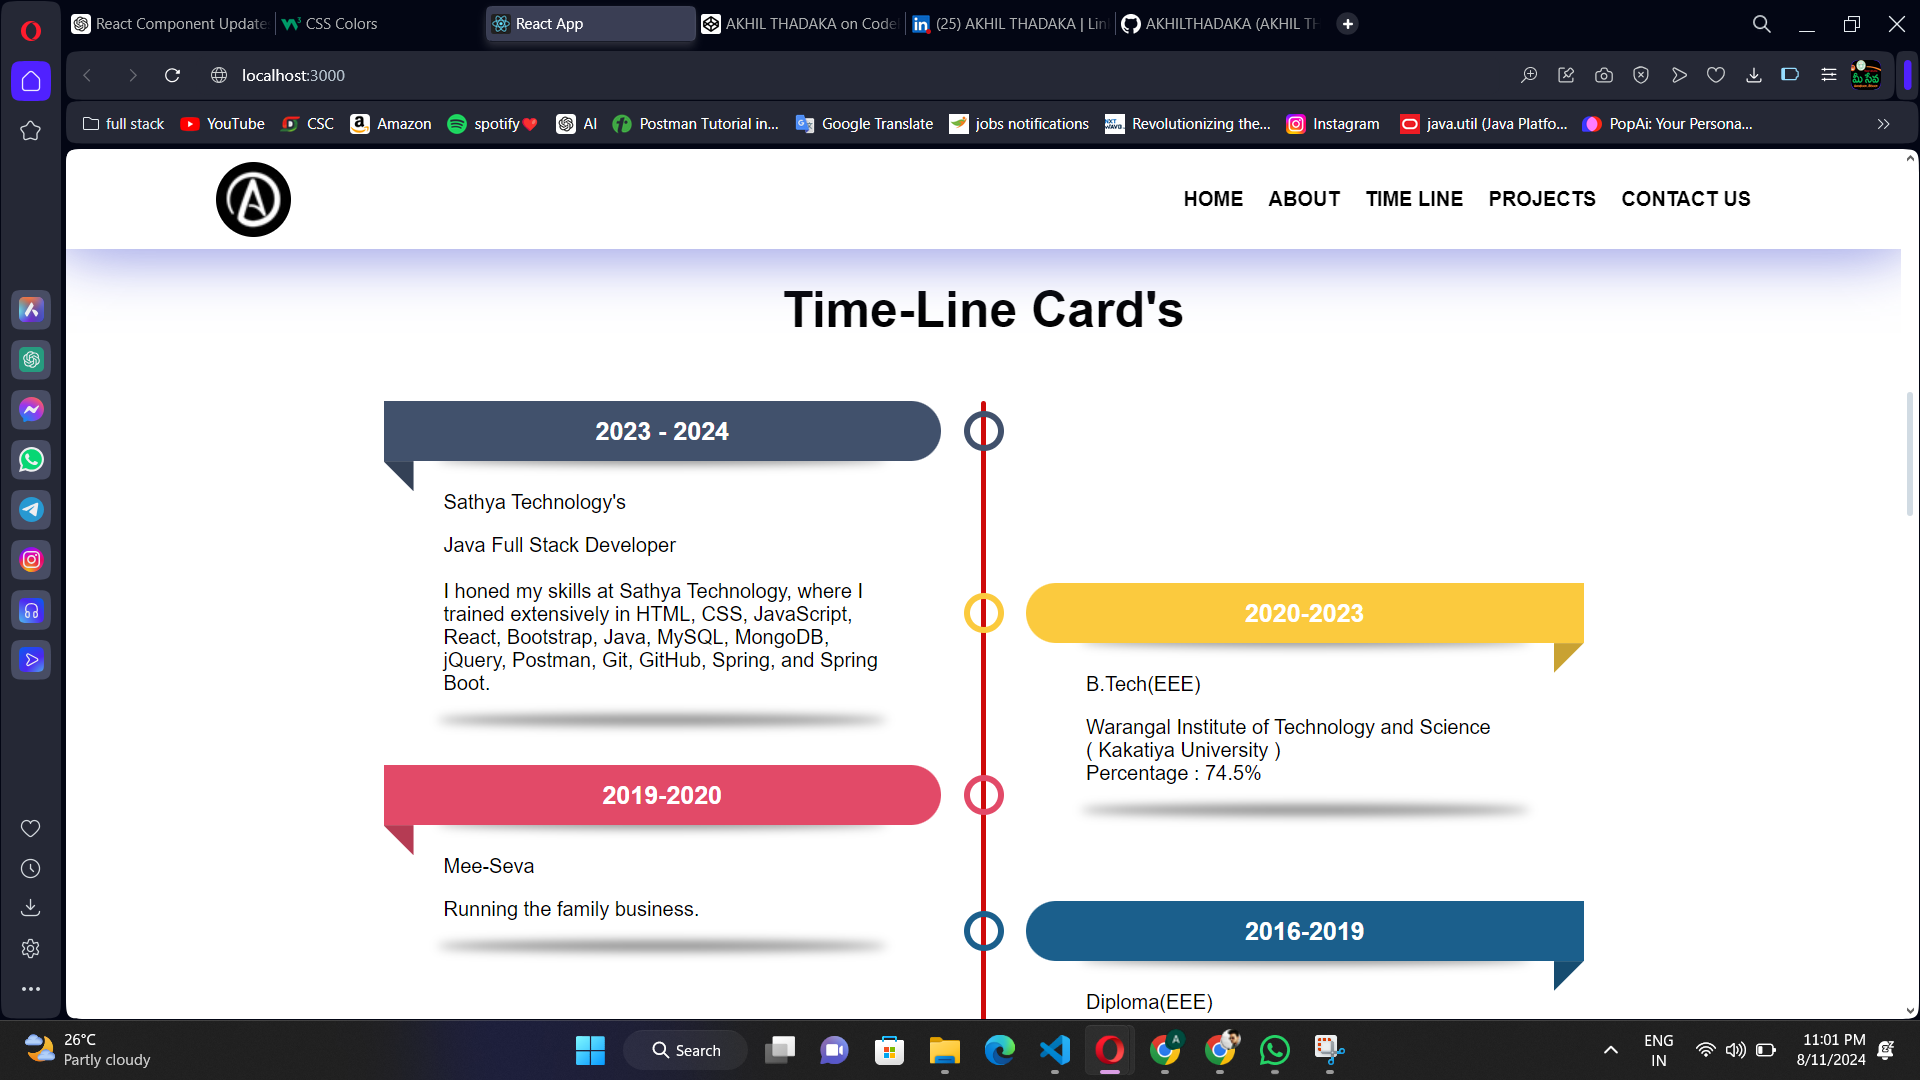 React Component Update
CSS Colors
React App
AKHIL THADAKA on Code
(25) AKHIL THADAKA | Lin
AKHILTHADAKA (AKHIL TH
localhost:3000
full stack
YouTube
CSC
Amazon
spotify❤️
AI
Postman Tutorial in...
Google Translate
jobs notifications
Revolutionizing the...
Instagram
java.util (Java Platfo...
PopAi: Your Persona...
HOME ABOUT TIME LINE PROJECTS CONTACT US
Time-Line Card's
2023 - 2024
Sathya Technology's
Java Full Stack Developer
I honed my skills at Sathya Technology, where I
trained extensively in HTML, CSS, JavaScript,
React, Bootstrap, Java, MySQL, MongoDB,
jQuery, Postman, Git, GitHub, Spring, and Spring
Boot.
2020-2023
B.Tech(EEE)
Warangal Institute of Technology and Science
( Kakatiya University )
Percentage : 74.5%
2019-2020
Mee-Seva
Running the family business.
2016-2019
Diploma(EEE)
26°C
Partly cloudy
Search
ENG
IN
11:01 PM
8/11/2024